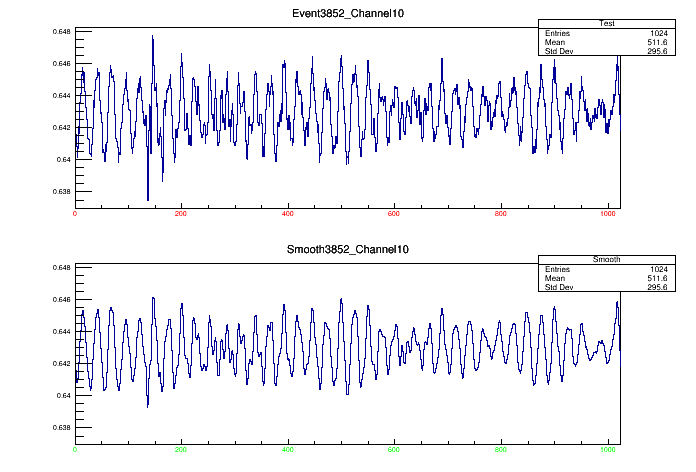 Event3852_Channel10
Test
Entries 1024
Mean 511.6
Std Dev 295.6
0.648
0.646
0.644
0.642
0.64
0.638
0 200 400 600 800 1000
Smooth3852_Channel10
Smooth
Entries 1024
Mean 511.6
Std Dev 295.6
0.648
0.646
0.644
0.642
0.64
0.638
0 200 400 600 800 1000